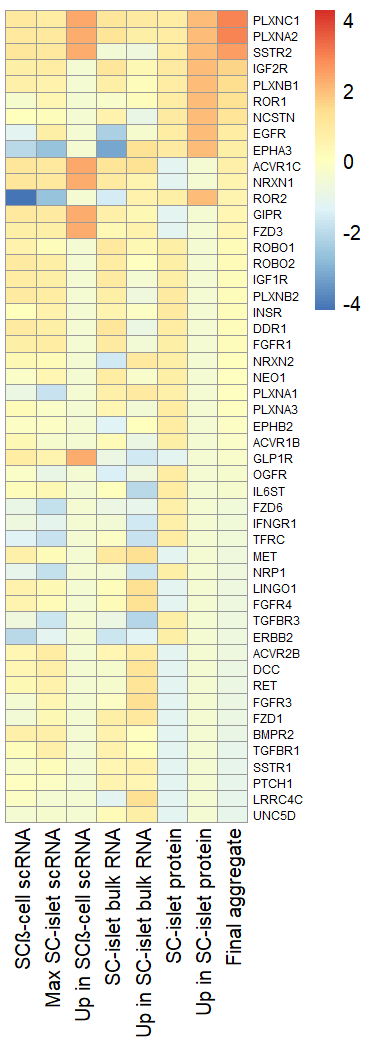 PLXNC1
PLXNA2
SSTR2
IGF2R
PLXNB1
ROR1
NCSTN
EGFR
EPHA3
ACVR1C
NRXN1
ROR2
GIPR
FZD3
ROBO1
ROBO2
IGF1R
PLXNB2
INSR
DDR1
FGFR1
NRXN2
NEO1
PLXNA1
PLXNA3
EPHB2
ACVR1B
GLP1R
OGFR
IL6ST
FZD6
IFNGR1
TFRC
MET
NRP1
LINGO1
FGFR4
TGFBR3
ERBB2
ACVR2B
DCC
RET
FGFR3
FZD1
BMPR2
TGFBR1
SSTR1
PTCH1
LRRC4C
UNC5D
4
2
0
-2
-4
SCß-cell scRNA
Max SC-islet scRNA
Up in SCß-cell scRNA
SC-islet bulk RNA
Up in SC-islet bulk RNA
SC-islet protein
Up in SC-islet protein
Final aggregate